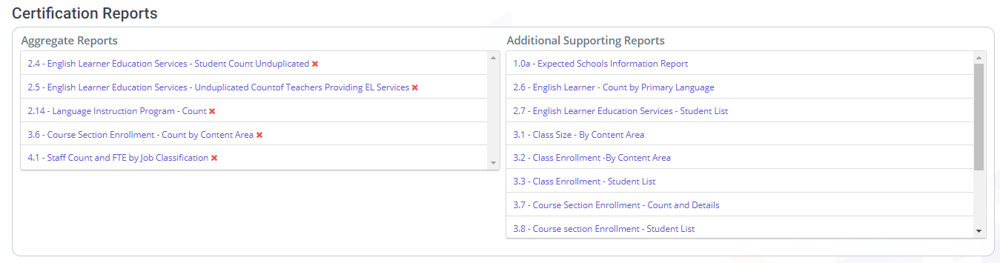 Certification Reports
Aggregate Reports
2.4 - English Learner Education Services - Student Count Unduplicated
2.5 - English Learner Education Services - Unduplicated Countof Teachers Providing EL Services
2.14 - Language Instruction Program - Count
3.6 - Course Section Enrollment - Count by Content Area
4.1 - Staff Count and FTE by Job Classification
Additional Supporting Reports
1.0a - Expected Schools Information Report
2.6 - English Learner - Count by Primary Language
2.7 - English Learner Education Services - Student List
3.1 - Class Size - By Content Area
3.2 - Class Enrollment -By Content Area
3.3 - Class Enrollment - Student List
3.7 - Course Section Enrollment - Count and Details
3.8 - Course section Enrollment - Student List